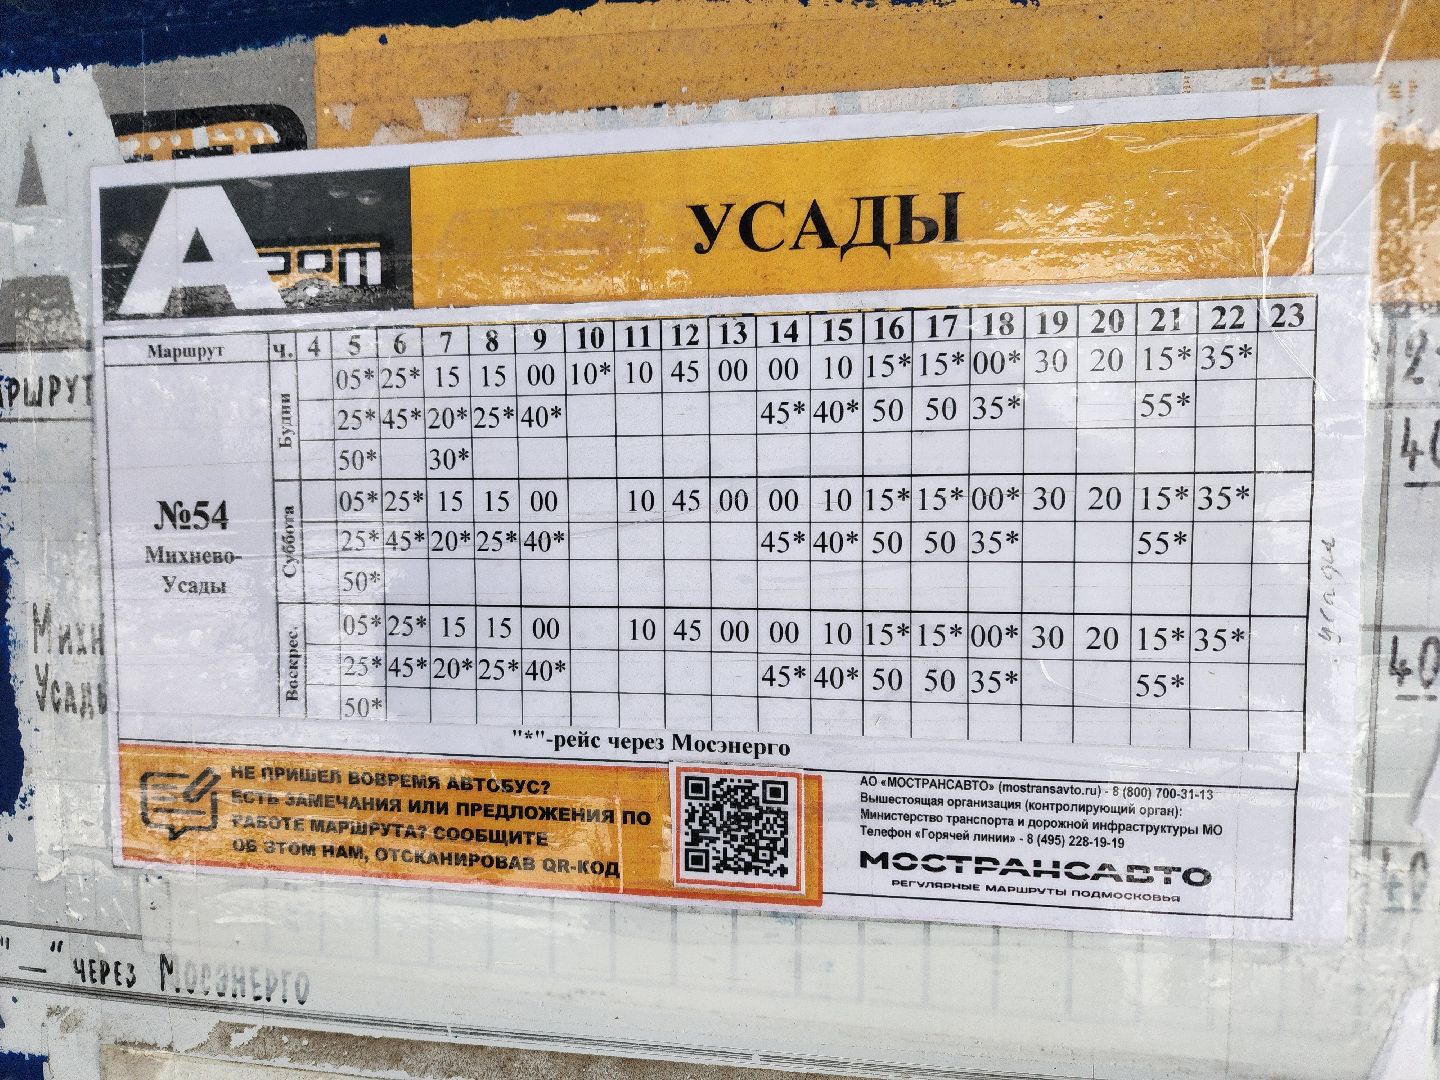 УСАДЫ
Маршрут ч. 4 5 6 7 8 9 10 11 12 13 14 15 16 17 18 19 20 21 22 23
№54
Михнево-
Усады
Будни
05* 25* 15 15 00 10* 10 45 00 00 10 15* 15* 00* 30 20 15* 35*
25* 45* 20* 25* 40* 45* 40* 50 50 35* 55*
50* 30*
Суббота
05* 25* 15 15 00 10 45 00 00 10 15* 15* 00* 30 20 15* 35*
25* 45* 20* 25* 40* 45* 40* 50 50 35* 55*
50*
Воскрес.
05* 25* 15 15 00 10 45 00 00 10 15* 15* 00* 30 20 15* 35*
25* 45* 20* 25* 40* 45* 40* 50 50 35* 55*
50*
"*"-рейс через Мосэнерго
НЕ ПРИШЕЛ ВОВРЕМЯ АВТОБУС?
ЕСТЬ ЗАМЕЧАНИЯ ИЛИ ПРЕДЛОЖЕНИЯ ПО
РАБОТЕ МАРШРУТА? СООБЩИТЕ
ОБ ЭТОМ НАМ, ОТСКАНИРОВАВ QR-КОД
АО «МОСТРАНСАВТО» (mostransavto.ru) - 8 (800) 700-31-13
Вышестоящая организация (контролирующий орган):
Министерство транспорта и дорожной инфраструктуры МО
Телефон «Горячей линии» - 8 (495) 228-19-19
МОСТРАНСАВТО
РЕГУЛЯРНЫЕ МАРШРУТЫ ПОДМОСКОВЬЯ
усады
РШРУТ
МИХН
УСАДЫ
40
40
40
"—" ЧЕРЕЗ МОСЭНЕРГО